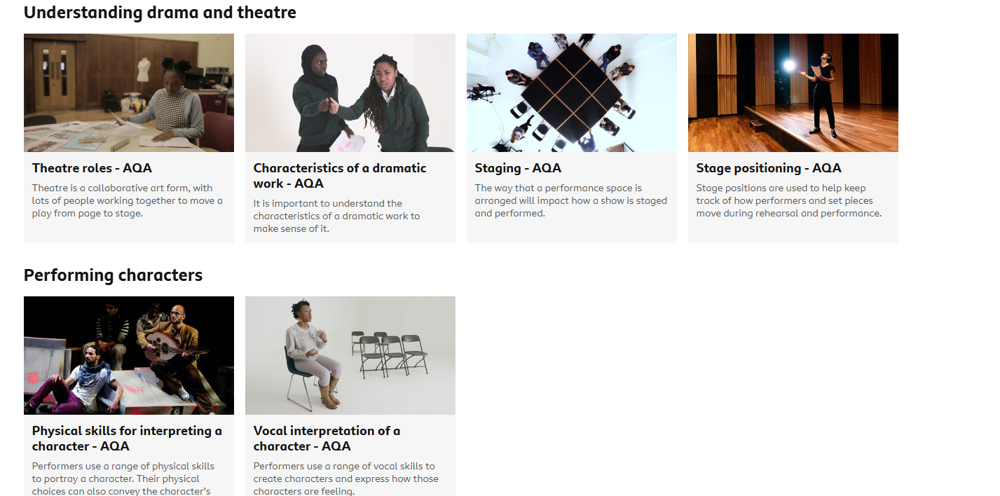 Understanding drama and theatre
Theatre roles - AQA
Theatre is a collaborative art form, with
lots of people working together to move a
play from page to stage.
Characteristics of a dramatic
work - AQA
It is important to understand the
characteristics of a dramatic work to
make sense of it.
Staging - AQA
The way that a performance space is
arranged will impact how a show is staged
and performed.
Stage positioning - AQA
Stage positions are used to help keep
track of how performers and set pieces
move during rehearsal and performance.
Performing characters
Physical skills for interpreting a
character - AQA
Performers use a range of physical skills
to portray a character. Their physical
choices can also convey the character’s
Vocal interpretation of a
character - AQA
Performers use a range of vocal skills to
create characters and express how those
characters are feeling.